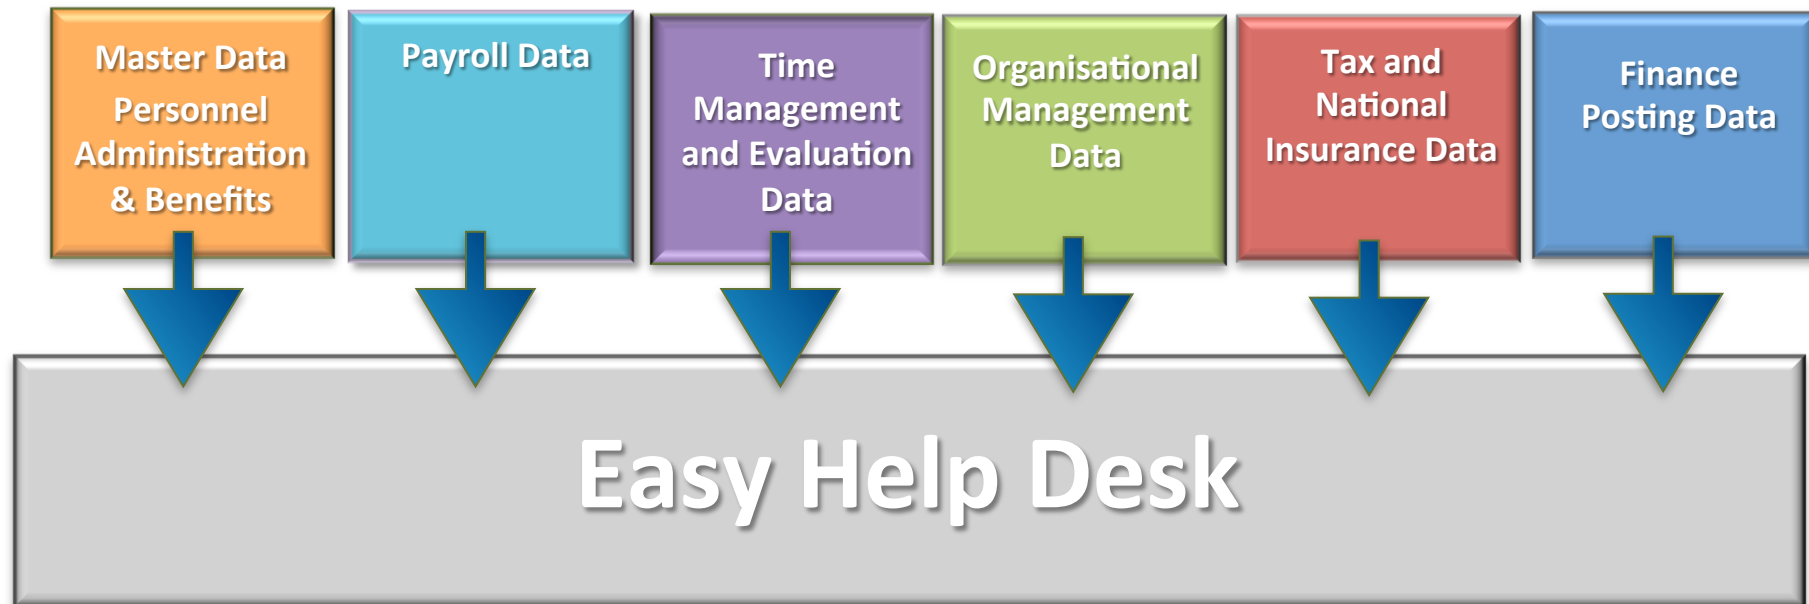 Master Data
Personnel
Administration
& Benefits
Payroll Data
Time
Management
and Evaluation
Data
Organisational
Management
Data
Tax and
National
Insurance Data
Finance
Posting Data
Easy Help Desk